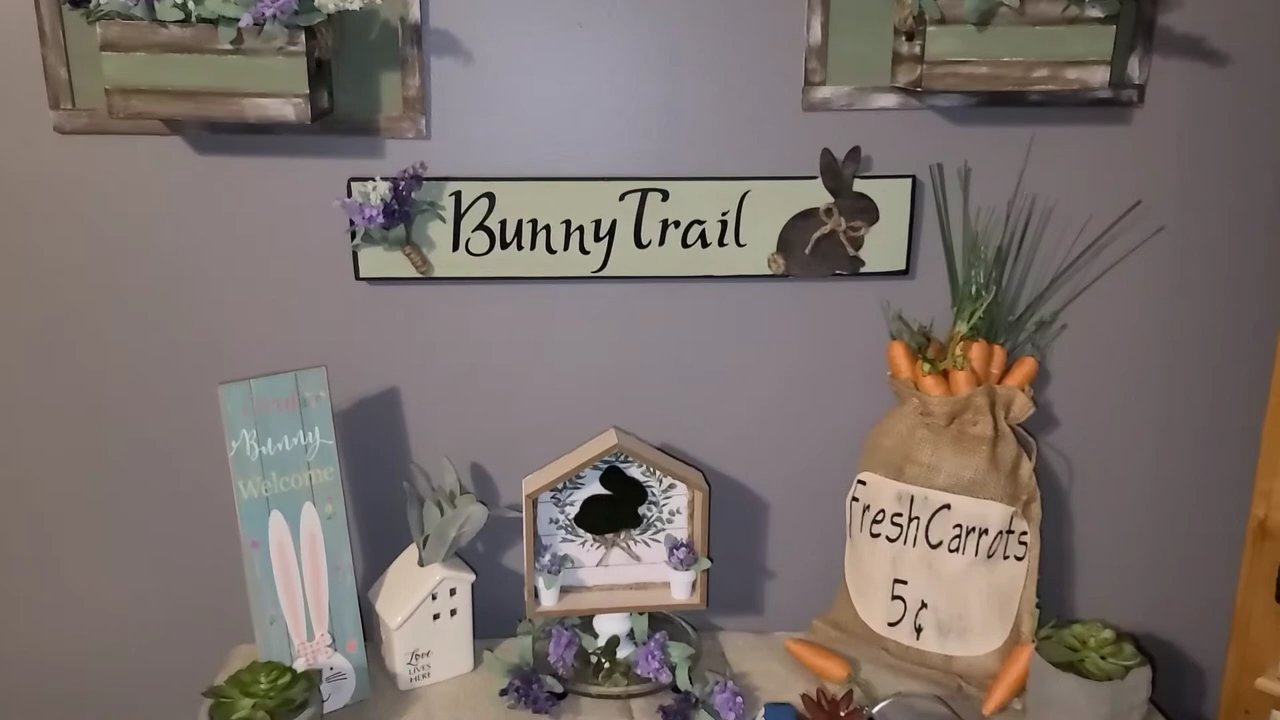 Bunny Trail
Bunny
Welcome
Love
LIVES
HERE
Fresh Carrots
5¢